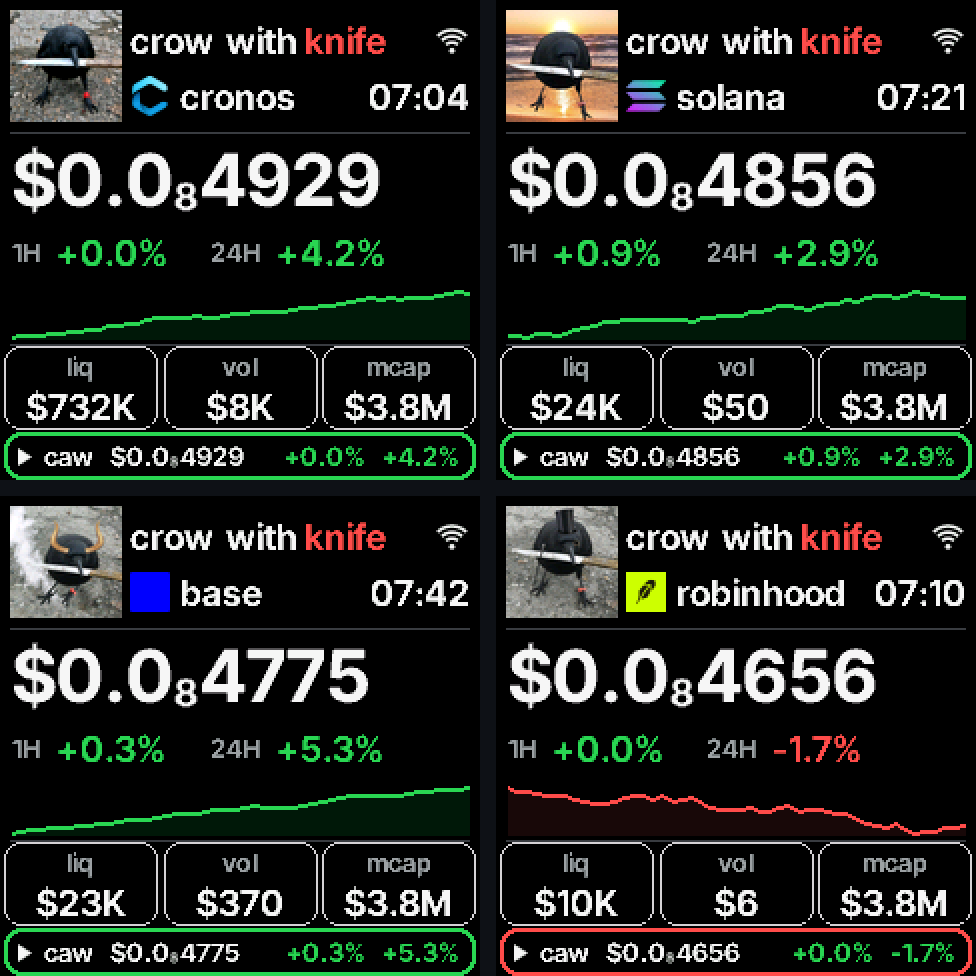 crow with knife
cronos 07:04
$0.0₈4929
1H +0.0% 24H +4.2%
liq vol mcap
$732K $8K $3.8M
caw $0.0₈4929 +0.0% +4.2%
crow with knife
solana 07:21
$0.0₈4856
1H +0.9% 24H +2.9%
liq vol mcap
$24K $50 $3.8M
caw $0.0₈4856 +0.9% +2.9%
crow with knife
base 07:42
$0.0₈4775
1H +0.3% 24H +5.3%
liq vol mcap
$23K $370 $3.8M
caw $0.0₈4775 +0.3% +5.3%
crow with knife
robinhood 07:10
$0.0₈4656
1H +0.0% 24H -1.7%
liq vol mcap
$10K $6 $3.8M
caw $0.0₈4656 +0.0% -1.7%